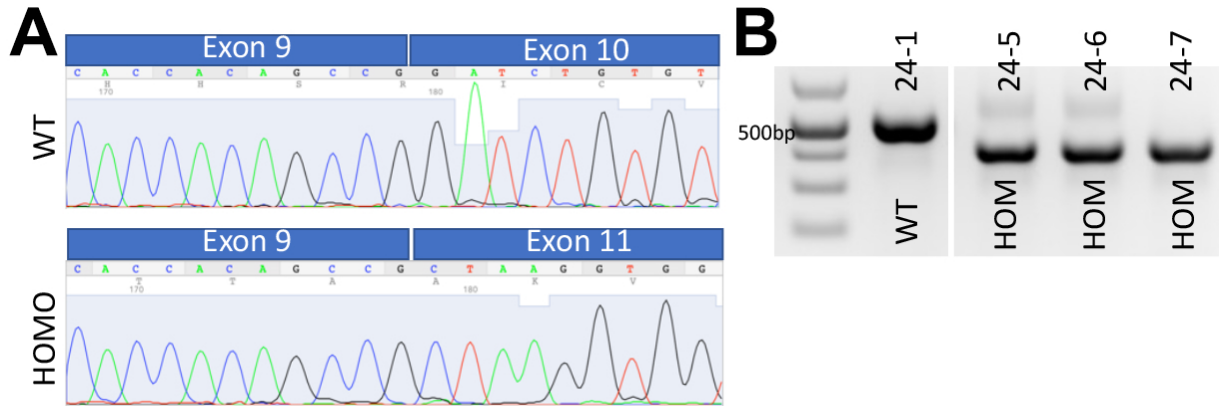 A
Exon 9 Exon 10
C A C C A C A G C C G G A T C T G T G T
H H S R I C V
170 180
WT
Exon 9 Exon 11
C A C C A C A G C C G C T A A G G T G G
T T A A K V
170 180
HOMO
B
24-1 24-5 24-6 24-7
500bp
WT HOM HOM HOM